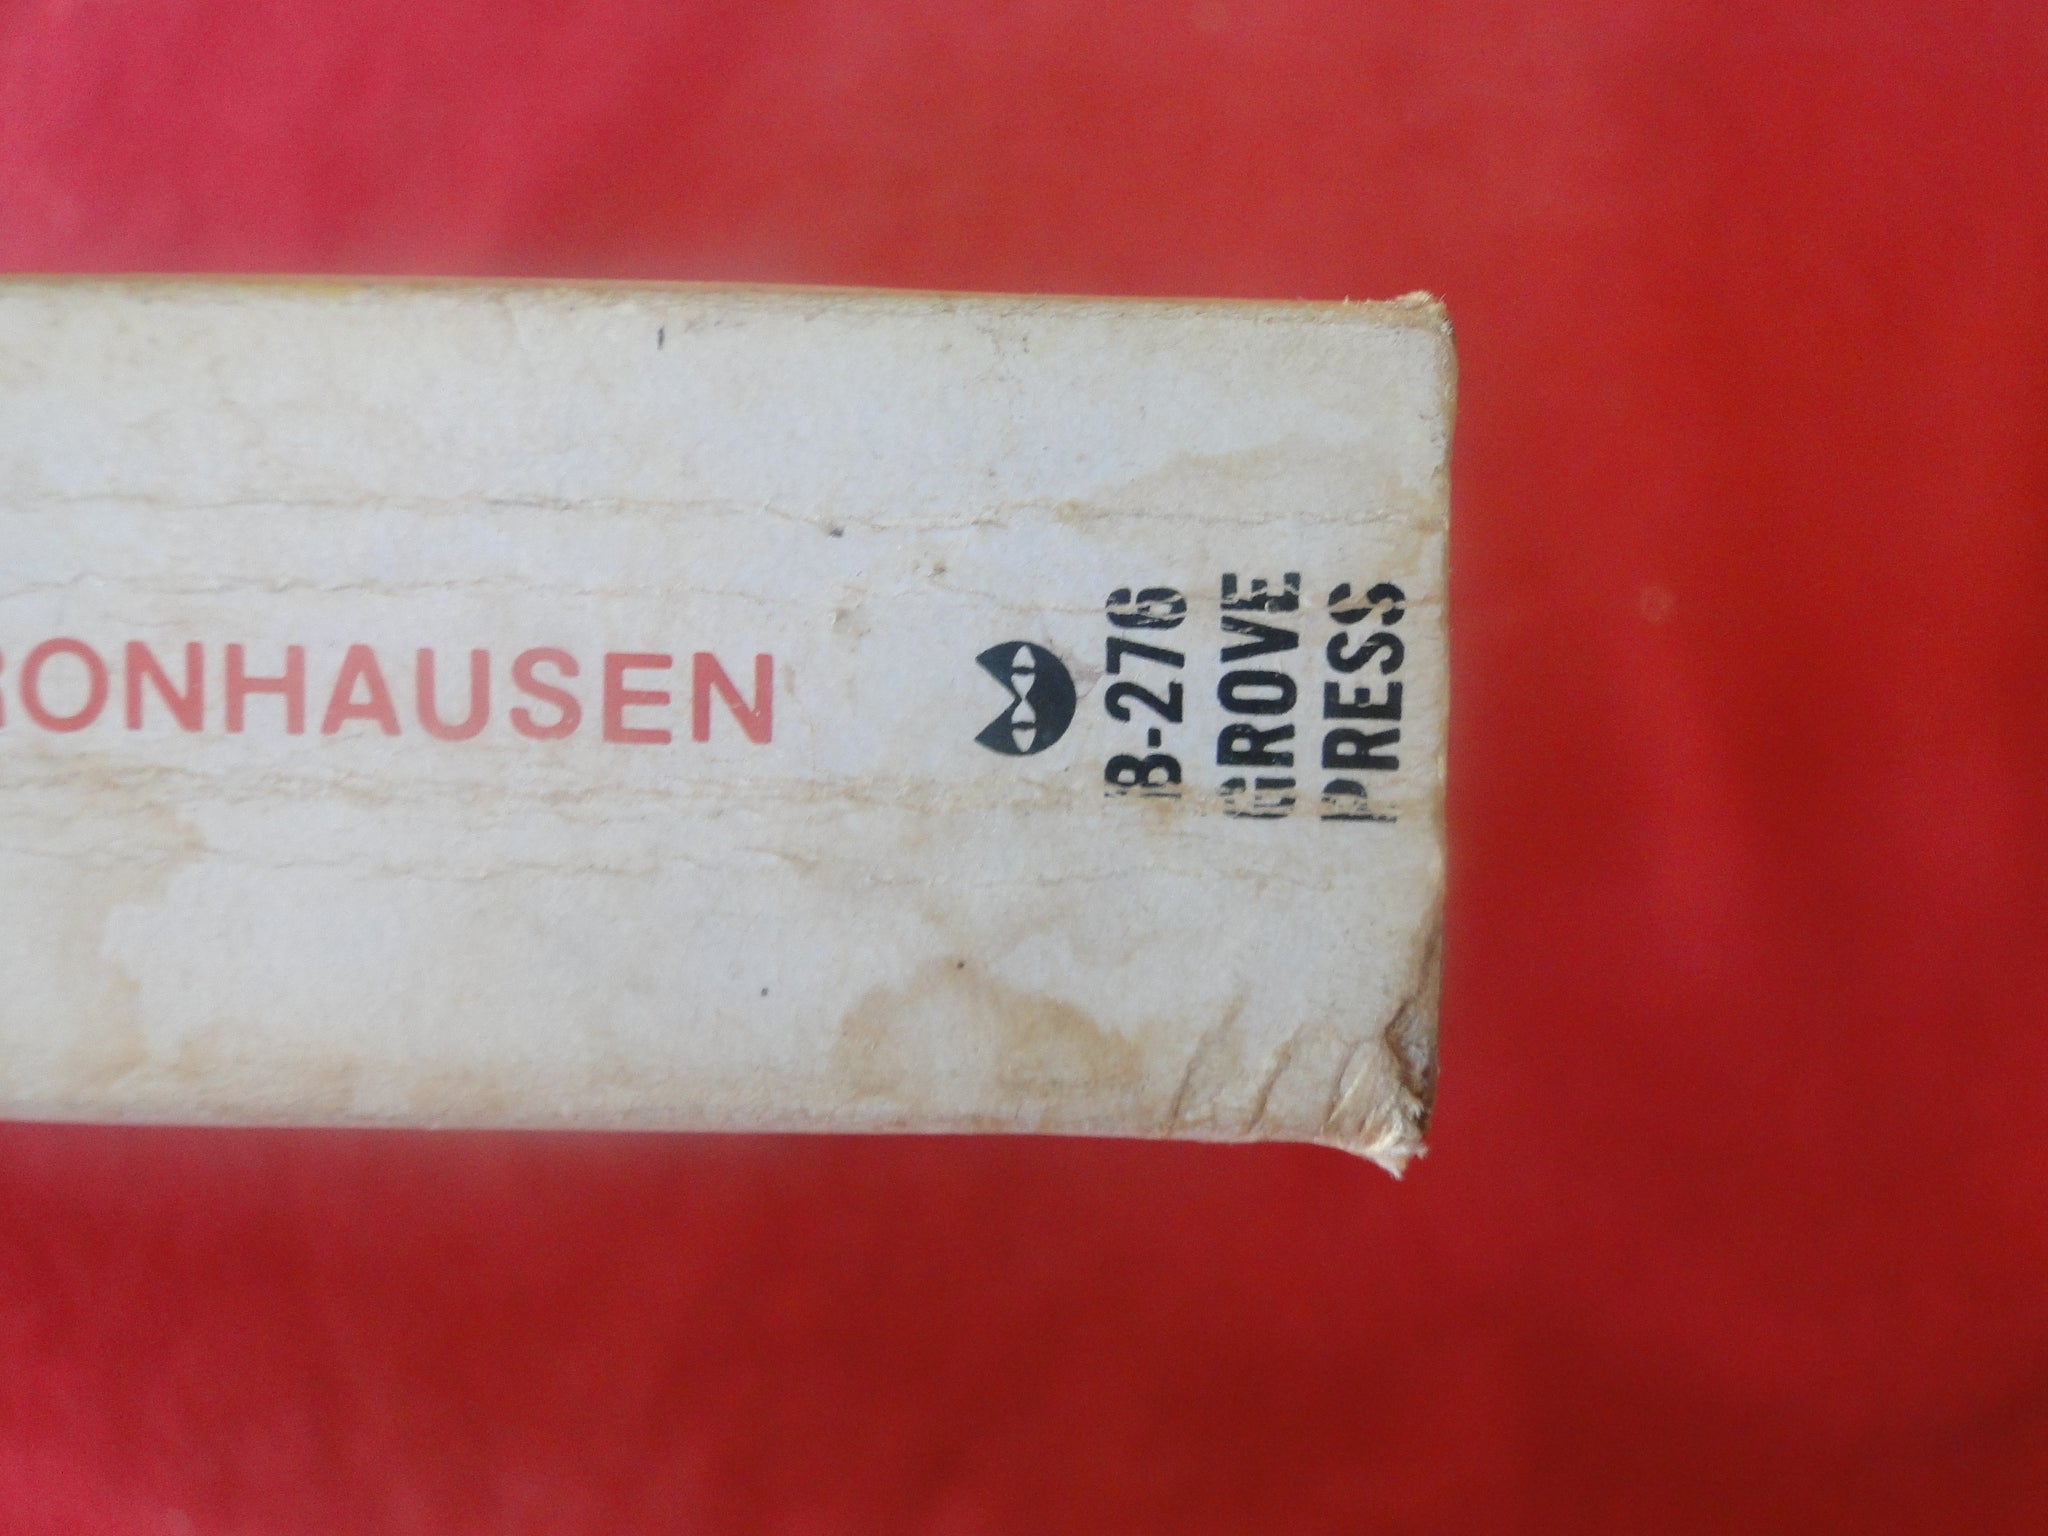 RONHAUSEN
B-276
GROVE
PRESS